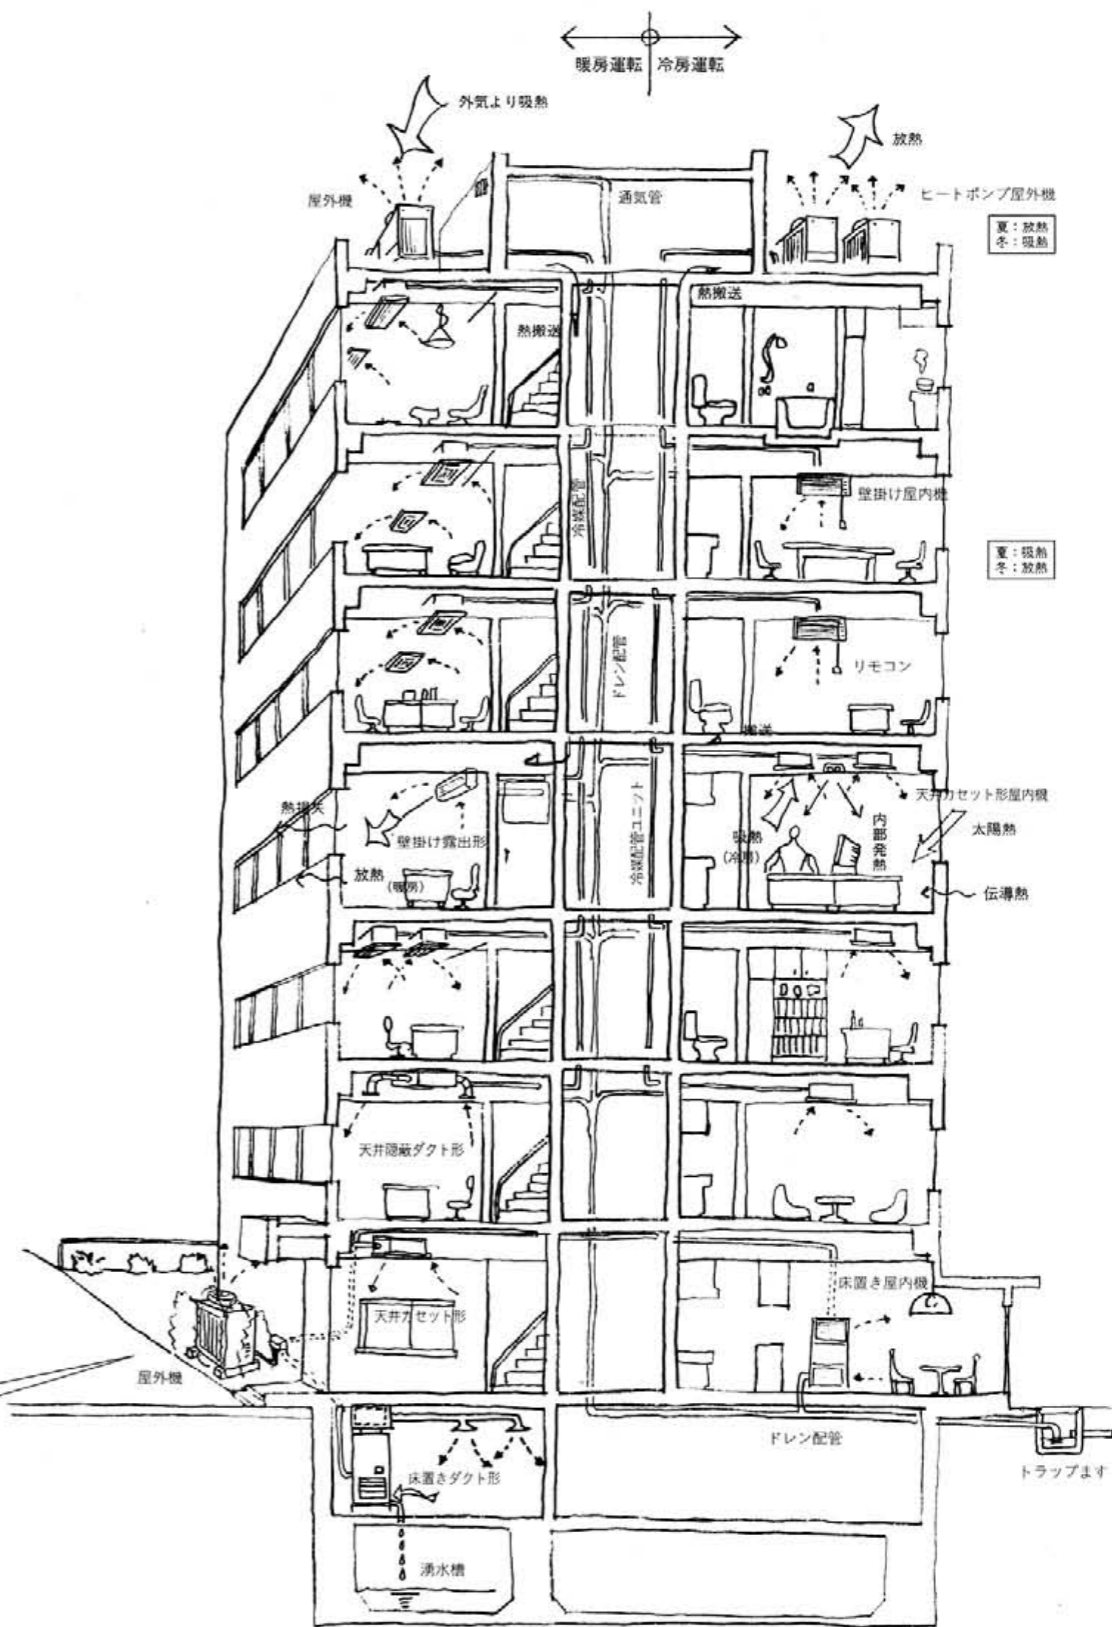 暖房運転
冷房運転
外気より吸熱
放熱
屋外機
通気管
ヒートポンプ屋外機
夏：放熱
冬：吸熱
熱搬送
熱搬送
冷媒配管
壁掛け屋内機
夏：吸熱
冬：放熱
ドレン配管
リモコン
搬送
熱損失
壁掛け露出形
放熱
(暖房)
冷媒配管ユニット
吸熱
(冷房)
内部発熱
天井カセット形屋内機
太陽熱
伝導熱
天井隠蔽ダクト形
天井カセット形
床置き屋内機
屋外機
床置きダクト形
ドレン配管
トラップます
湧水槽